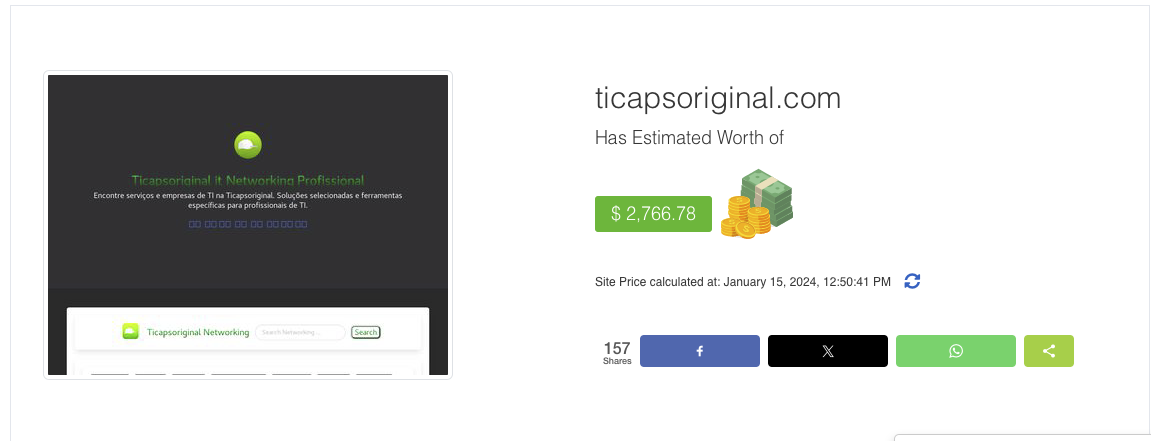 ticapsoriginal.com
Has Estimated Worth of
$ 2,766.78
Site Price calculated at: January 15, 2024, 12:50:41 PM
157
Shares
Ticapsoriginal It Networking Profissional
Encontre serviços e empresas de TI na Ticapsoriginal. Soluções selecionadas e ferramentas
específicas para profissionais de TI.
Ticapsoriginal Networking
Search Networking...
Search